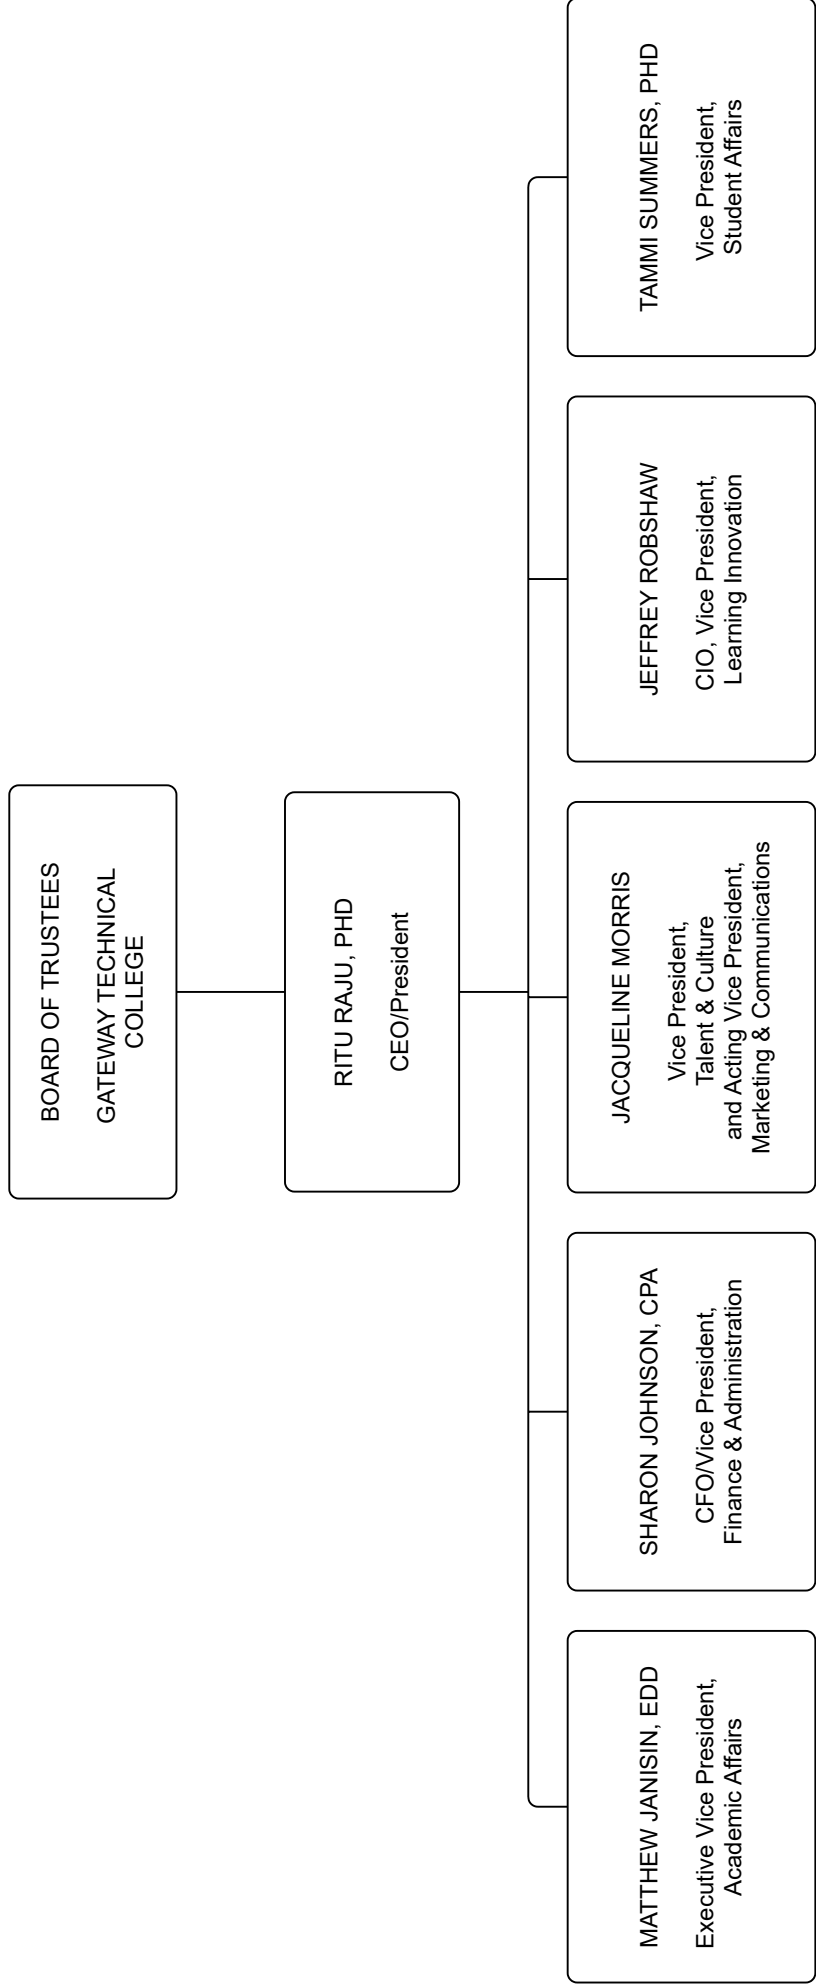 BOARD OF TRUSTEES
GATEWAY TECHNICAL
COLLEGE
RITU RAJU, PHD
CEO/President
MATTHEW JANISIN, EDD
Executive Vice President,
Academic Affairs
SHARON JOHNSON, CPA
CFO/Vice President,
Finance & Administration
JACQUELINE MORRIS
Vice President,
Talent & Culture
and Acting Vice President,
Marketing & Communications
JEFFREY ROBSHAW
CIO, Vice President,
Learning Innovation
TAMMI SUMMERS, PHD
Vice President,
Student Affairs